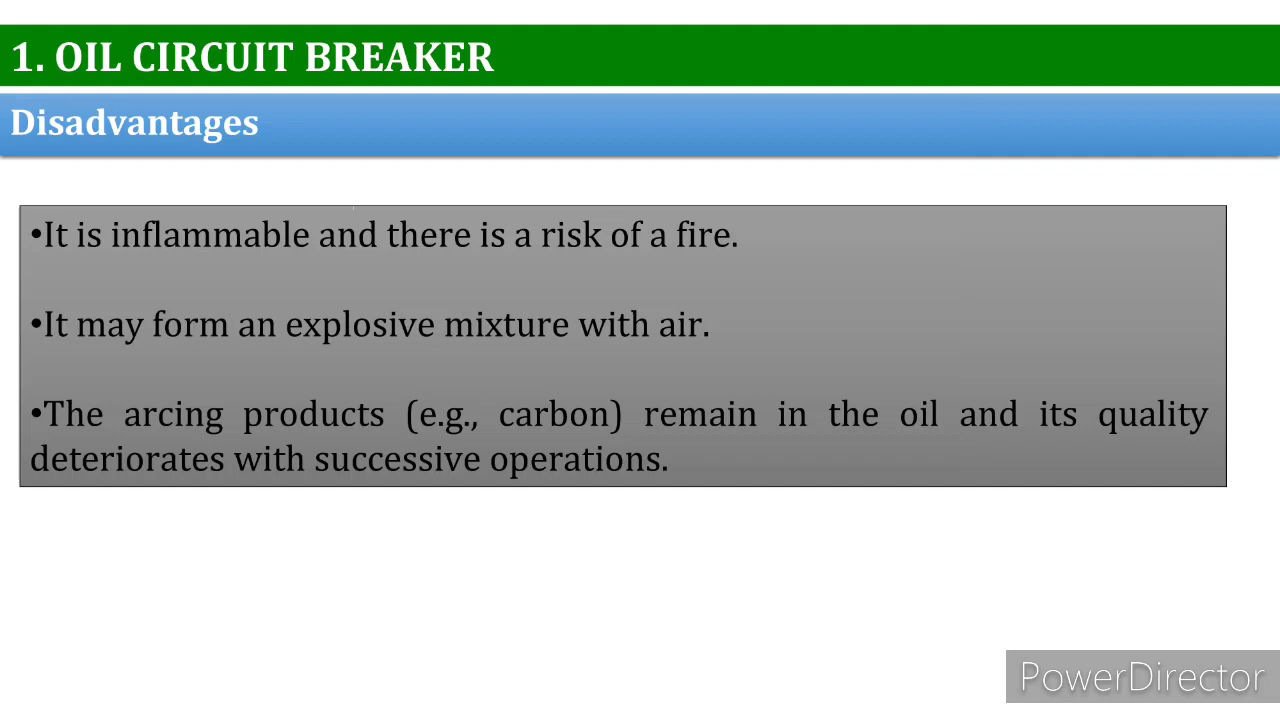 1. OIL CIRCUIT BREAKER
Disadvantages
•It is inflammable and there is a risk of a fire.
•It may form an explosive mixture with air.
•The arcing products (e.g., carbon) remain in the oil and its quality
deteriorates with successive operations.
PowerDirector